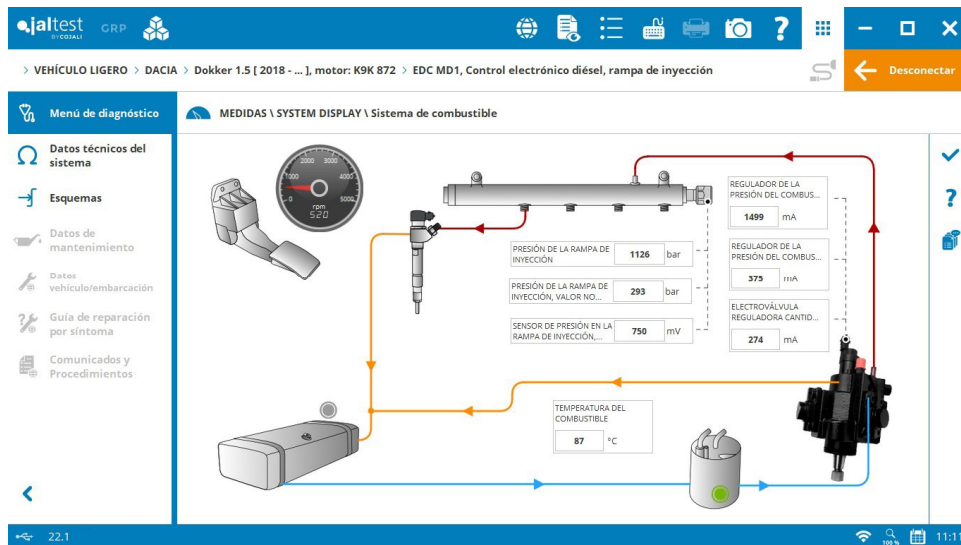 jaltest GRP
BY COJALI
> VEHÍCULO LIGERO > DACIA > Dokker 1.5 [ 2018 - ... ], motor: K9K 872 > EDC MD1, Control electrónico diésel, rampa de inyección
Desconectar
Menú de diagnóstico
MEDIDAS \ SYSTEM DISPLAY \ Sistema de combustible
Datos técnicos del
sistema
Esquemas
Datos de
mantenimiento
Datos
vehículo/embarcación
Guía de reparación
por síntoma
Comunicados y
Procedimientos
2000 3000
1000 4000
0 5000
rpm
520
REGULADOR DE LA
PRESIÓN DEL COMBUS...
1499 mA
PRESIÓN DE LA RAMPA DE
INYECCIÓN
1126 bar
REGULADOR DE LA
PRESIÓN DEL COMBUS...
375 mA
PRESIÓN DE LA RAMPA DE
INYECCIÓN, VALOR NO...
293 bar
ELECTROVÁLVULA
REGULADORA CANTID...
274 mA
SENSOR DE PRESIÓN EN LA
RAMPA DE INYECCIÓN,...
750 mV
TEMPERATURA DEL
COMBUSTIBLE
87 °C
22.1
100 %
11:11